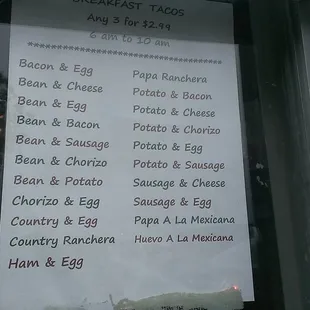 BREAKFAST TACOS
Any 3 for $2.99
6 am to 10 am
Bacon & Egg
Bean & Cheese
Bean & Egg
Bean & Bacon
Bean & Sausage
Bean & Chorizo
Bean & Potato
Chorizo & Egg
Country & Egg
Country Ranchera
Ham & Egg
Papa Ranchera
Potato & Bacon
Potato & Cheese
Potato & Chorizo
Potato & Egg
Potato & Sausage
Sausage & Cheese
Sausage & Egg
Papa A La Mexicana
Huevo A La Mexicana